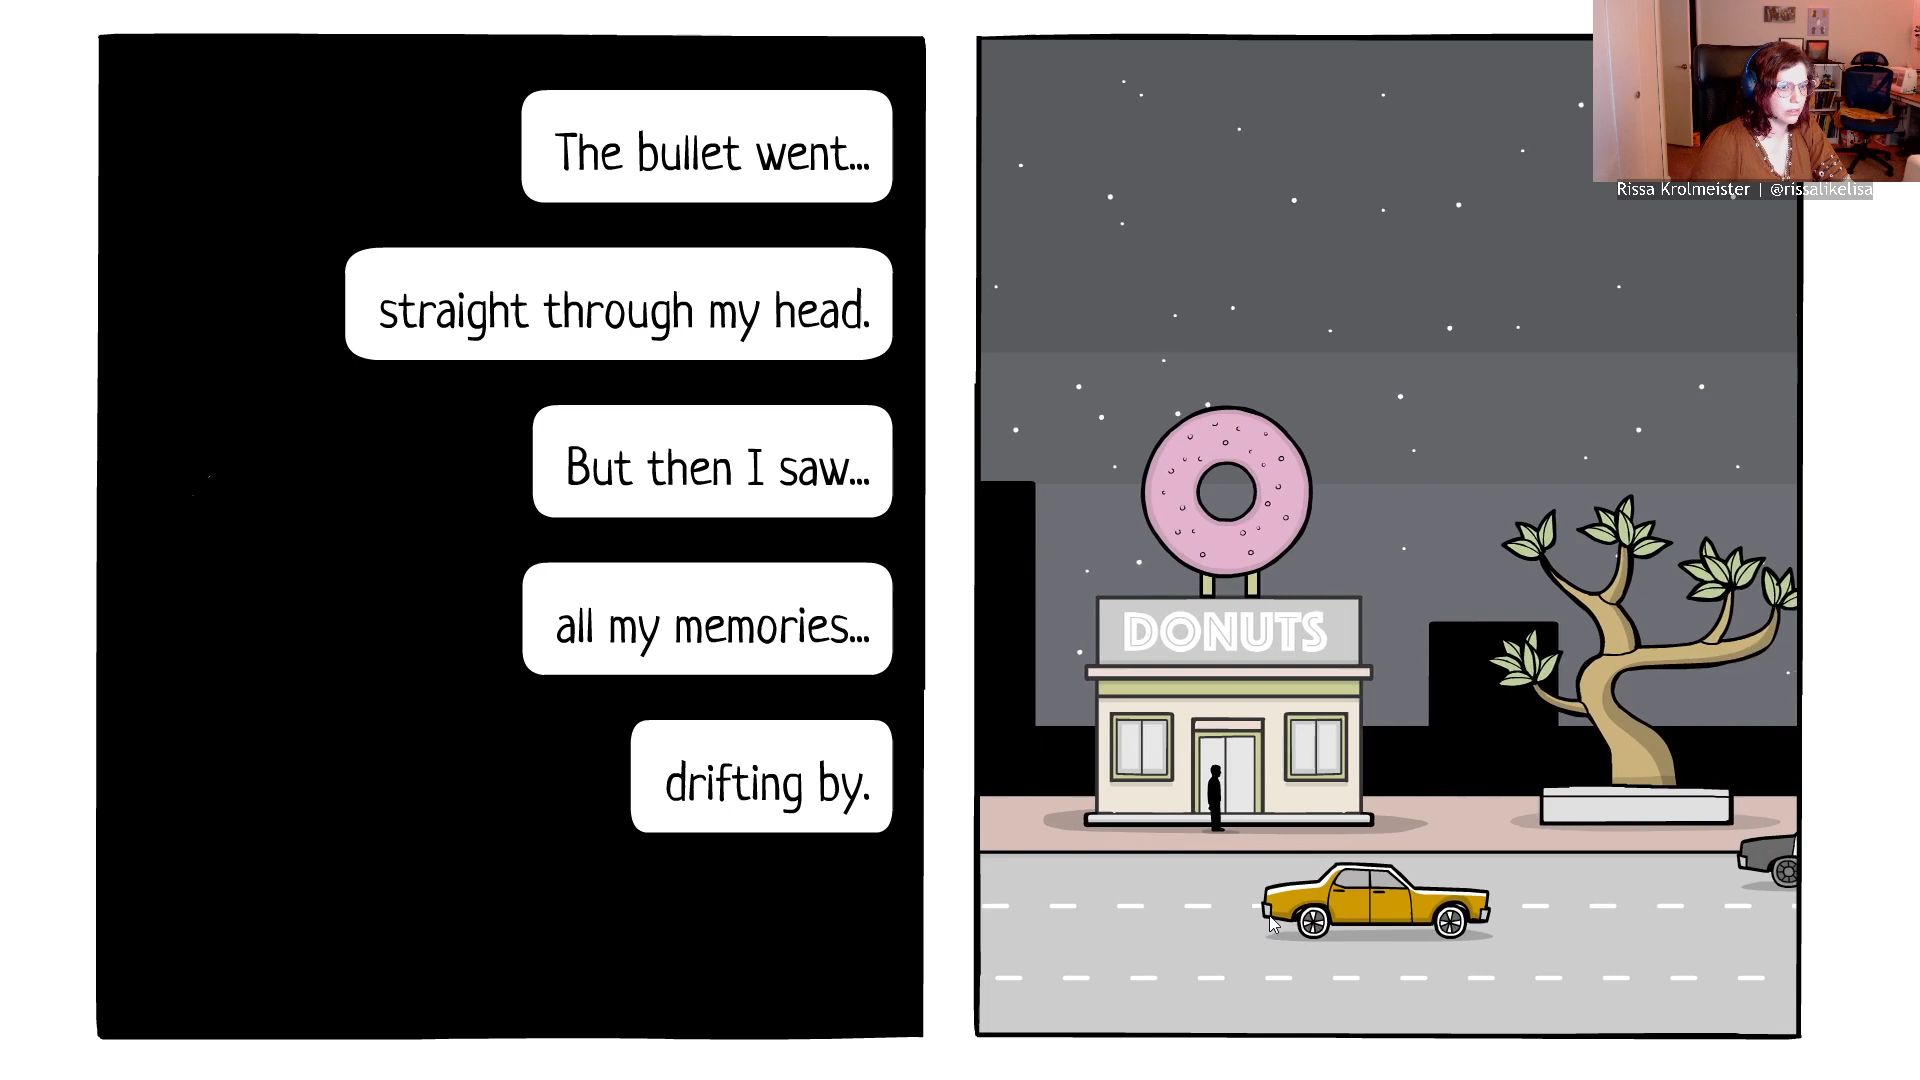 The bullet went...
straight through my head.
But then I saw...
all my memories...
drifting by.
DONUTS
Rissa Krolmeister | @rissalikelisa